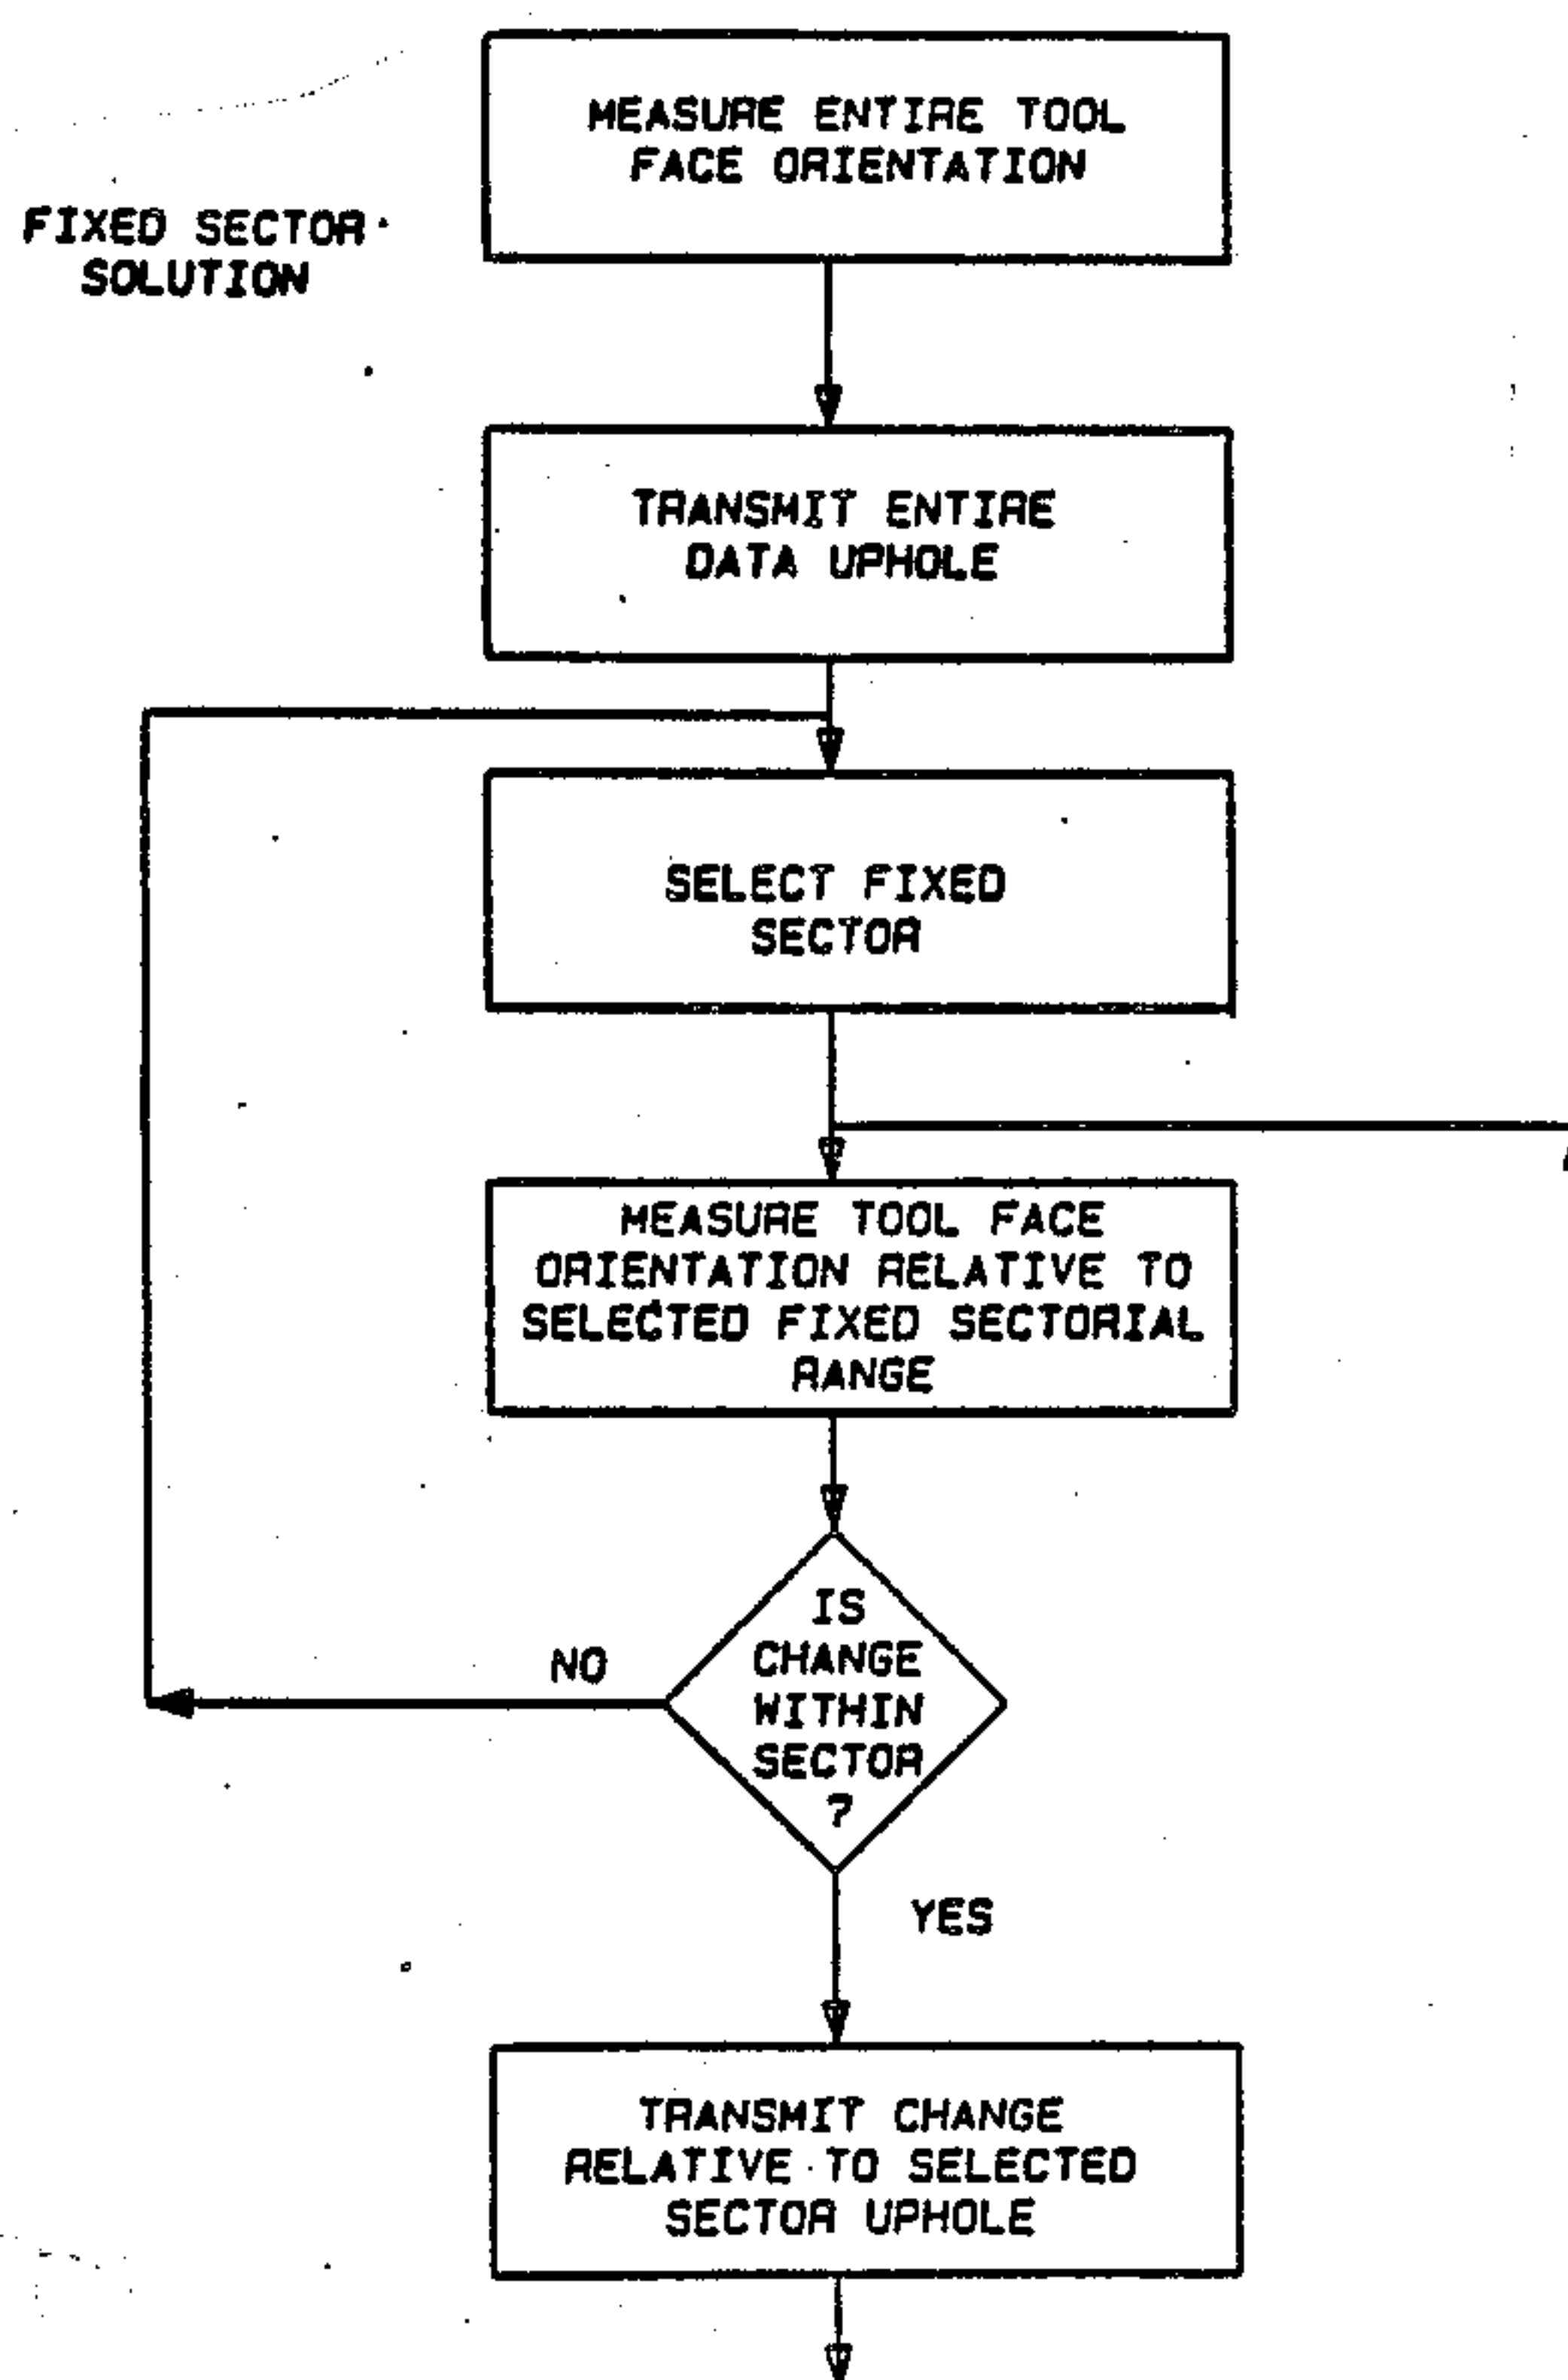 MEASURE ENTIRE TOOL
FACE ORIENTATION
FIXED SECTOR
SOLUTION
TRANSMIT ENTIRE
DATA UPHOLE
SELECT FIXED
SECTOR
MEASURE TOOL FACE
ORIENTATION RELATIVE TO
SELECTED FIXED SECTORIAL
RANGE
IS
CHANGE
WITHIN
SECTOR
?
NO
YES
TRANSMIT CHANGE
RELATIVE TO SELECTED
SECTOR UPHOLE